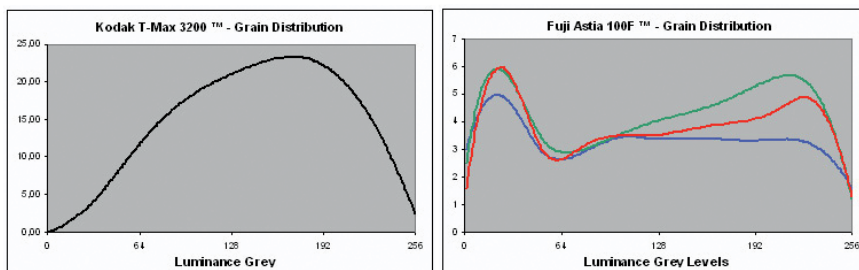 Kodak T-Max 3200 ™ - Grain Distribution
25,00
20,00
15,00
10,00
5,00
0,00
0 64 128 192 256
Luminance Grey
Fuji Astia 100F ™ - Grain Distribution
7
6
5
4
3
2
1
0
0 64 128 192 256
Luminance Grey Levels